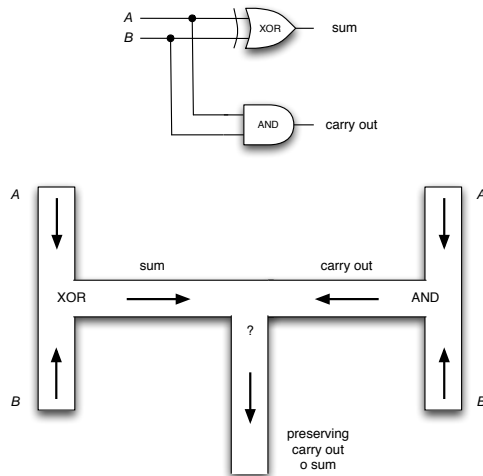 A
XOR
sum
B
AND
carry out
A
A
sum
carry out
XOR
AND
?
B
B
preserving
carry out
o sum